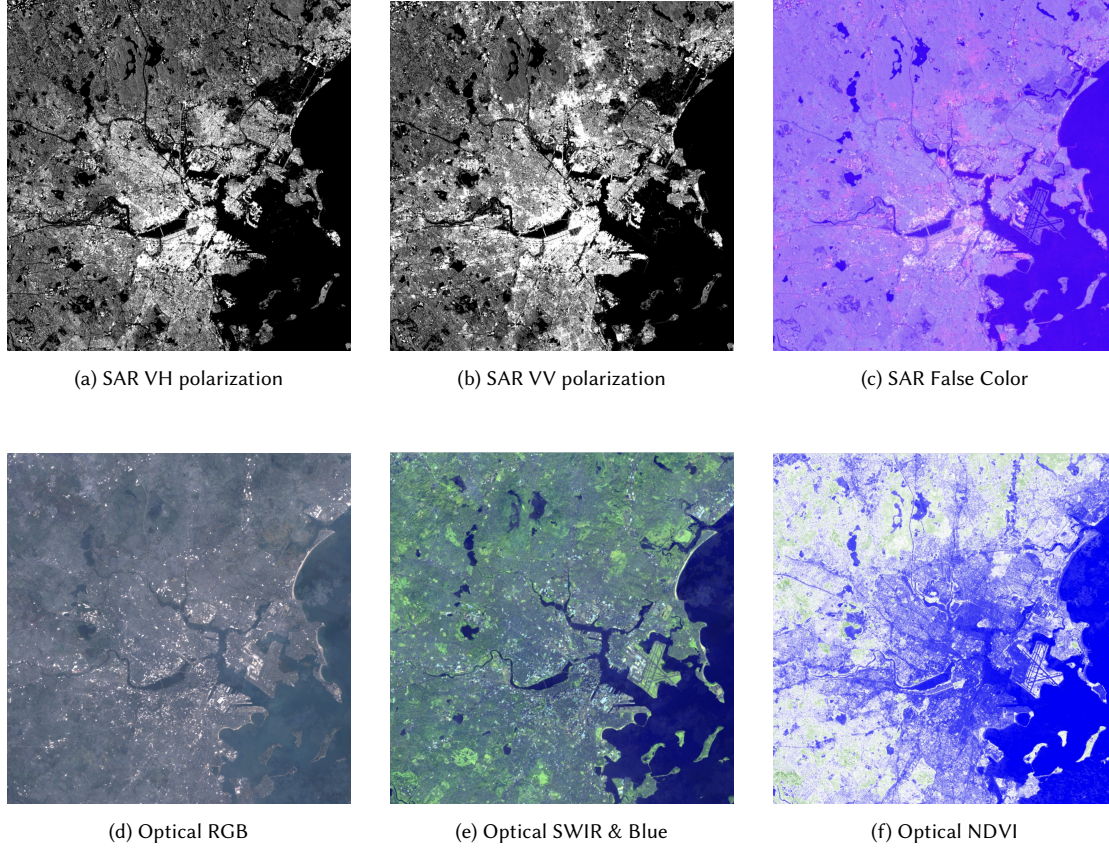 (a) SAR VH polarization
(b) SAR VV polarization
(c) SAR False Color
(d) Optical RGB
(e) Optical SWIR & Blue
(f) Optical NDVI